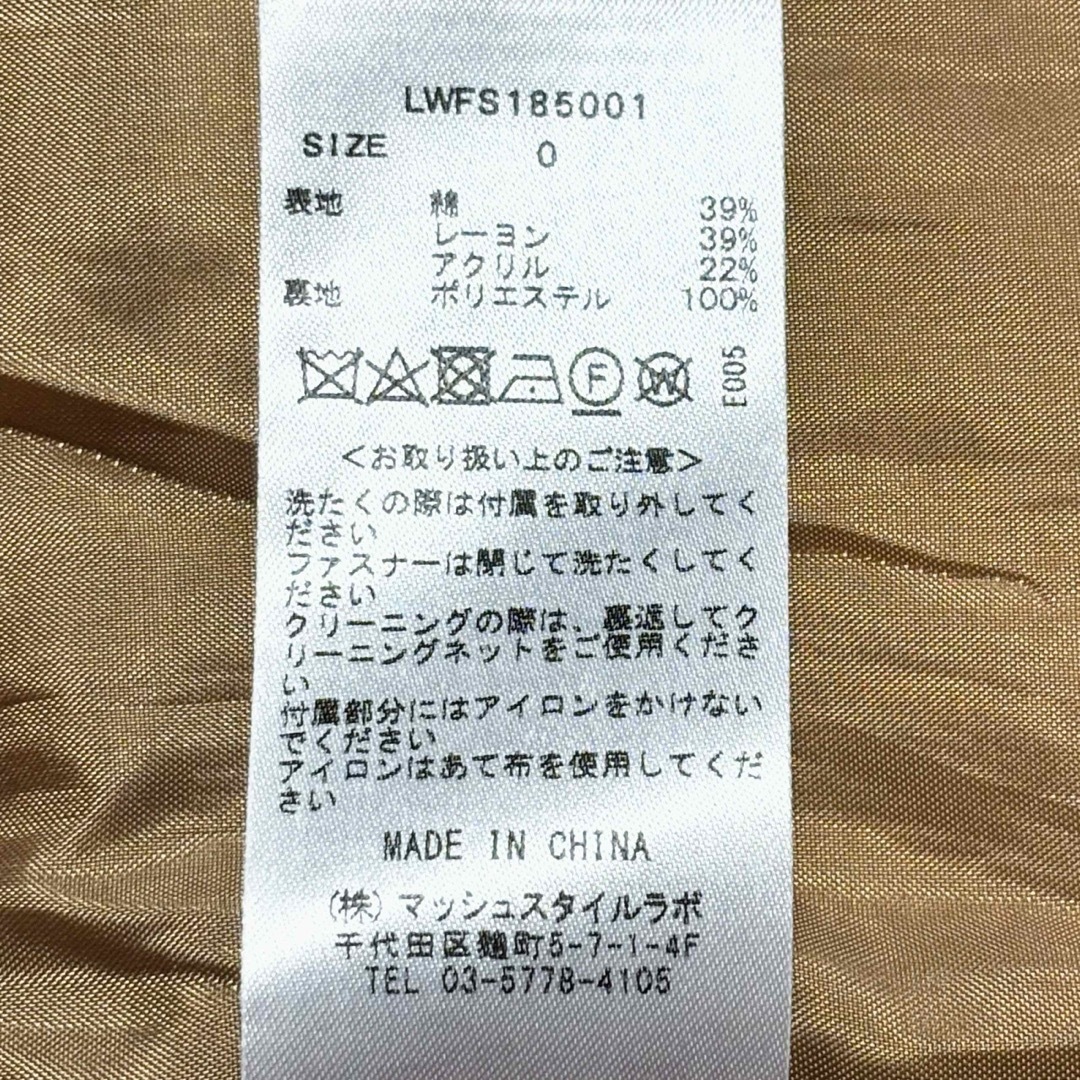 LWFS185001
SIZE 0
表地 綿 39%
レーヨン 39%
アクリル 22%
裏地 ポリエステル 100%
F W E005
<お取り扱い上のご注意>
洗たくの際は付属を取り外してく
ださい
ファスナーは閉じて洗たくしてく
ださい
クリーニングの際は、裏返してク
リーニングネットをご使用くださ
い
付属部分にはアイロンをかけない
でください
アイロンはあて布を使用してくだ
さい
MADE IN CHINA
(株)マッシュスタイルラボ
千代田区麹町5-7-1-4F
TEL 03-5778-4105